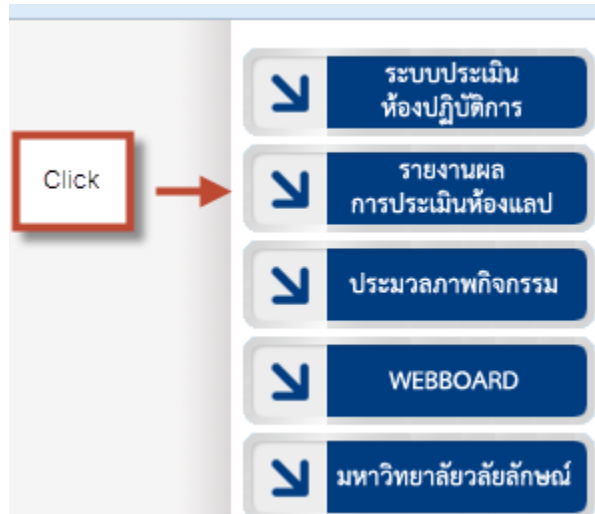 ระบบประเมิน
ห้องปฏิบัติการ
Click
รายงานผล
การประเมินห้องแลป
ประมวลภาพกิจกรรม
WEBBOARD
มหาวิทยาลัยวลัยลักษณ์